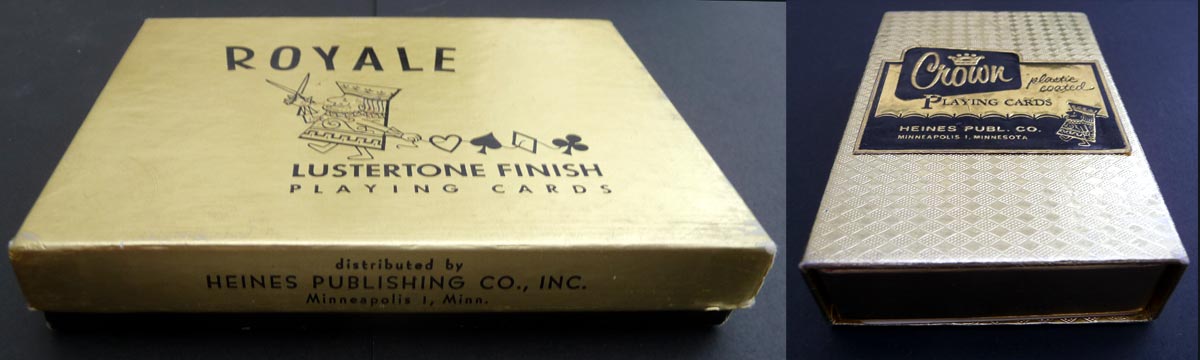 ROYALE
LUSTERTONE FINISH
PLAYING CARDS
distributed by
HEINES PUBLISHING CO., INC.
Minneapolis 1, Minn.
Crown
plastic
coated
PLAYING CARDS
HEINES PUBL. CO.
MINNEAPOLIS 1, MINNESOTA